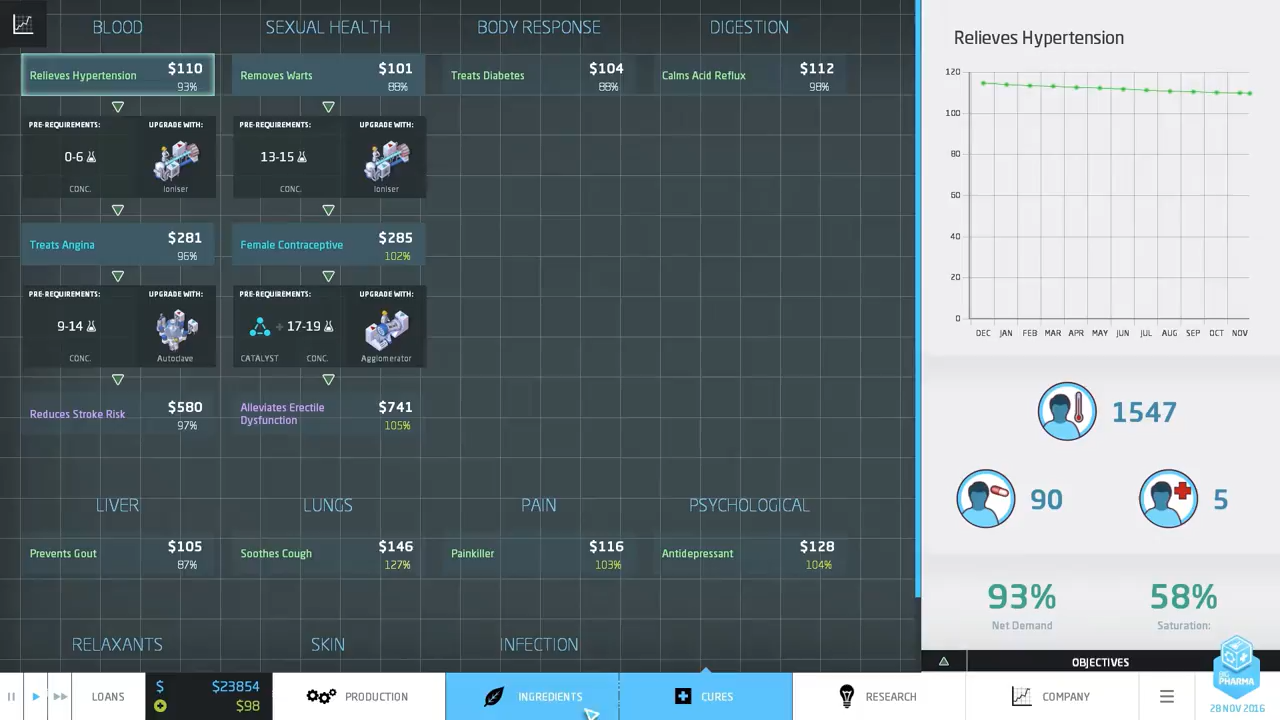 BLOOD
SEXUAL HEALTH
BODY RESPONSE
DIGESTION
Relieves Hypertension $110 93%
Removes Warts $101 88%
Treats Diabetes $104 88%
Calms Acid Reflux $112 98%
PRE-REQUIREMENTS: UPGRADE WITH:
0-6
CONC. Ioniser
PRE-REQUIREMENTS: UPGRADE WITH:
13-15
CONC. Ioniser
Treats Angina $281 96%
Female Contraceptive $285 102%
PRE-REQUIREMENTS: UPGRADE WITH:
9-14
CONC. Autoclave
PRE-REQUIREMENTS: UPGRADE WITH:
+ 17-19
CATALYST CONC. Agglomerator
Reduces Stroke Risk $580 97%
Alleviates Erectile
Dysfunction $741 105%
LIVER
LUNGS
PAIN
PSYCHOLOGICAL
Prevents Gout $105 87%
Soothes Cough $146 127%
Painkiller $116 103%
Antidepressant $128 104%
RELAXANTS
SKIN
INFECTION
Relieves Hypertension
120
100
80
60
40
20
0
DEC JAN FEB MAR APR MAY JUN JUL AUG SEP OCT NOV
1547
90
5
93%
Net Demand
58%
Saturation:
OBJECTIVES
LOANS
$ $23854
$98
PRODUCTION
INGREDIENTS
CURES
RESEARCH
COMPANY
BIG PHARMA
28 NOV 2016